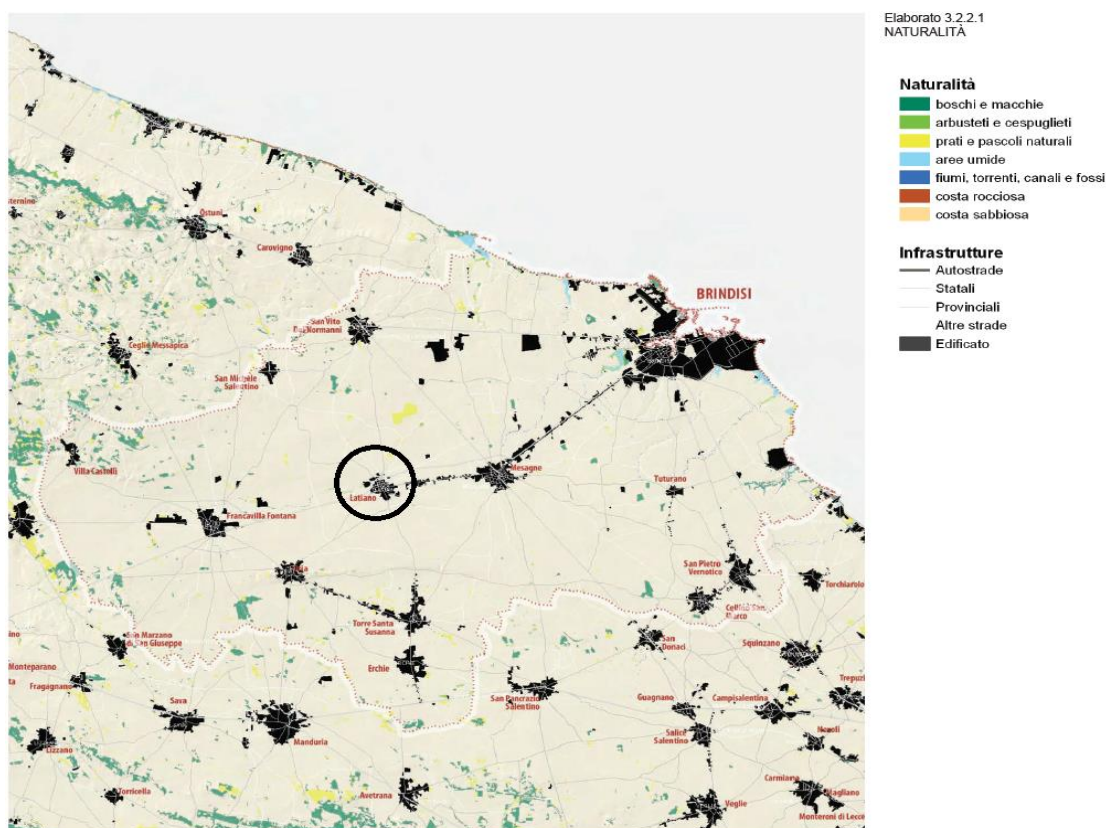 Elaborato 3.2.2.1
NATURALITÀ
Naturalità
boschi e macchie
arbusteti e cespuglieti
prati e pascoli naturali
aree umide
fiumi, torrenti, canali e fossi
costa rocciosa
costa sabbiosa
Infrastrutture
Autostrade
Statali
Provinciali
Altre strade
Edificato
Ostuni
Carovigno
BRINDISI
San Vito
Dei Normanni
Ceglie Messapica
San Michele
Salentino
Villa Castelli
Latiano
Mesagne
Tuturano
Francavilla Fontana
San Pietro
Vernotico
Torchiarolo
Cellino San
Marco
Torre Santa
Susanna
San Marzano
di San Giuseppe
San
Donaci
Squinzano
Monteparano
Fragagnano
Erchie
San Pancrazio
Salentino
Guagnano
Campisalentina
Sava
Manduria
Salice
Salentino
Lizzano
Torricella
Avetrana
Veglie
Monteroni di Lecce